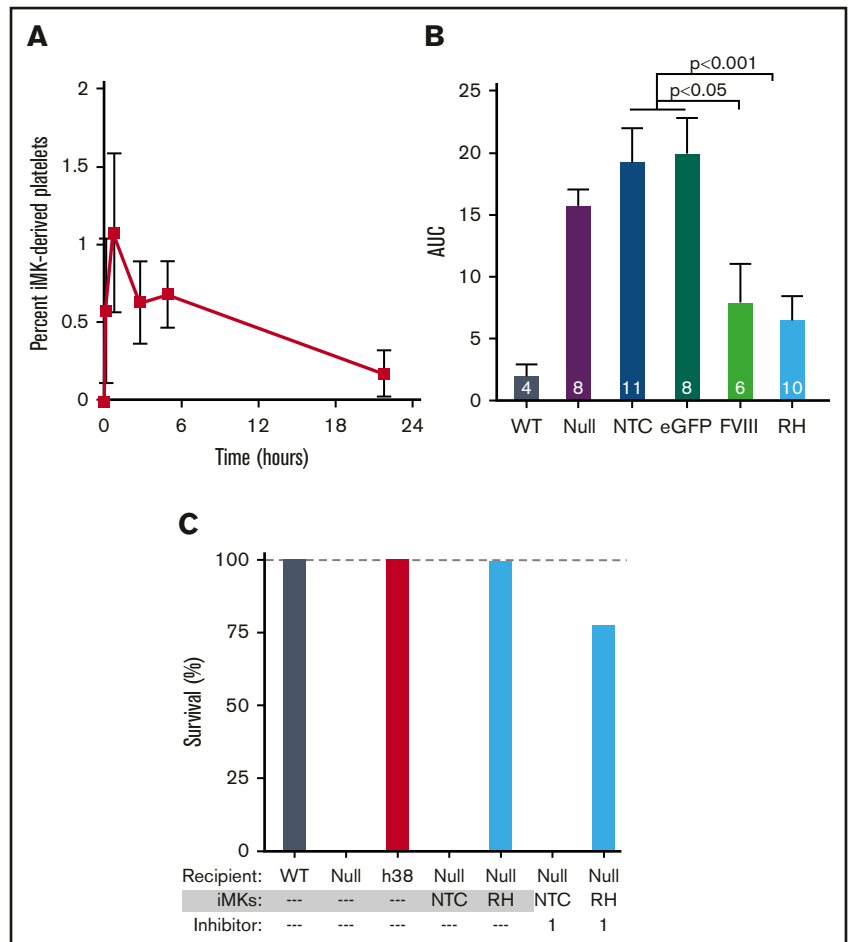 A
Percent iMK-derived platelets
2
1.5
1
0.5
0
0 6 12 18 24
Time (hours)
B
AUC
p<0.001
p<0.05
25
20
15
10
5
0
4 8 11 8 6 10
WT Null NTC eGFP FVIII RH
C
Survival (%)
100
75
50
25
0
Recipient: WT Null h38 Null Null Null Null
iMKs: --- --- --- NTC RH NTC RH
Inhibitor: --- --- --- --- --- 1 1